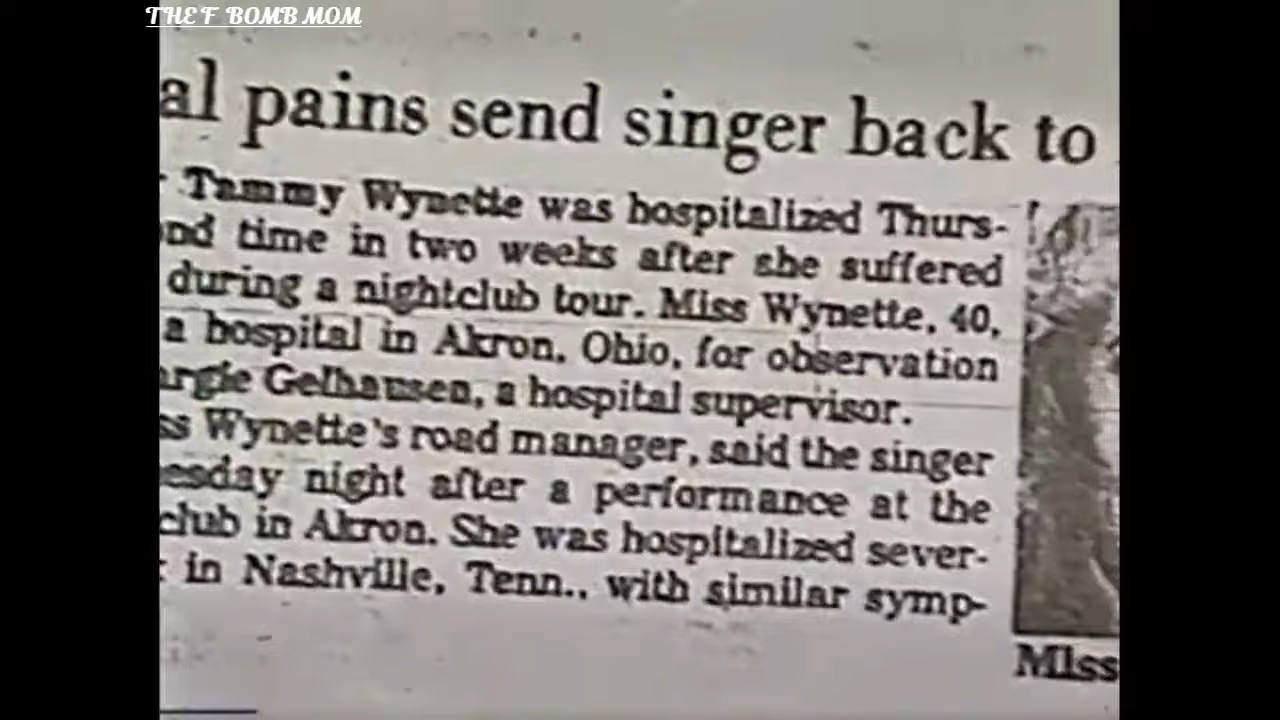 THE F BOMB MOM
al pains send singer back to
Tammy Wynette was hospitalized Thurs-
nd time in two weeks after she suffered
during a nightclub tour. Miss Wynette, 40,
a hospital in Akron, Ohio, for observation
argie Gelhausen, a hospital supervisor.
ss Wynette's road manager, said the singer
esday night after a performance at the
club in Akron. She was hospitalized sever-
in Nashville, Tenn., with similar symp-
Miss